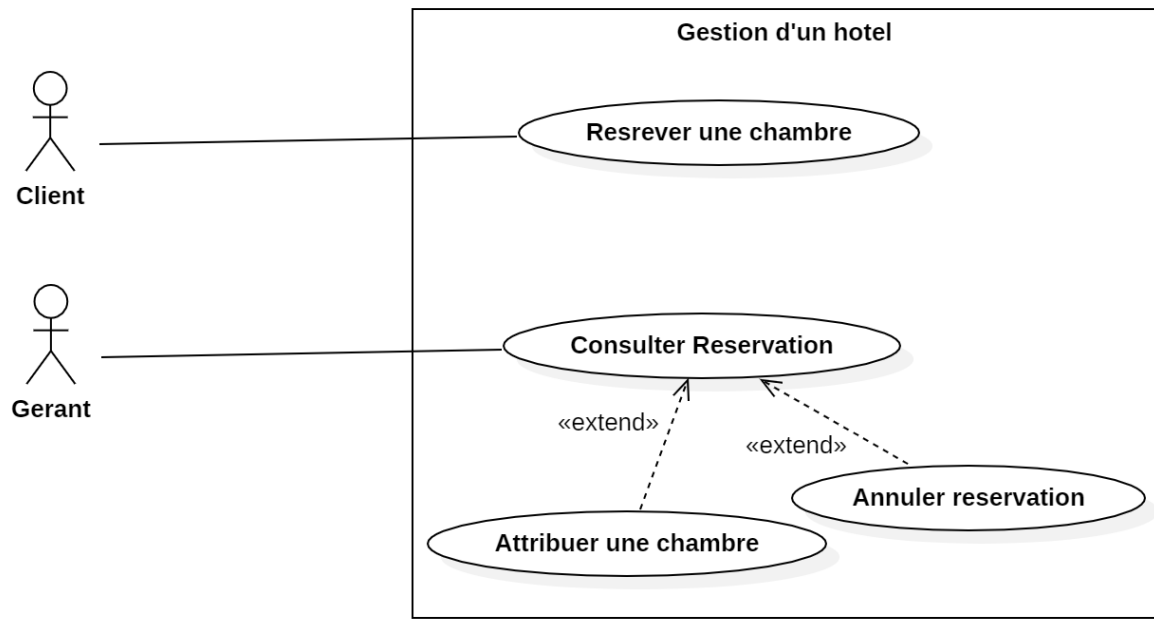 Gestion d'un hotel
Resrever une chambre
Client
Consulter Reservation
Gerant
«extend»
«extend»
Annuler reservation
Attribuer une chambre